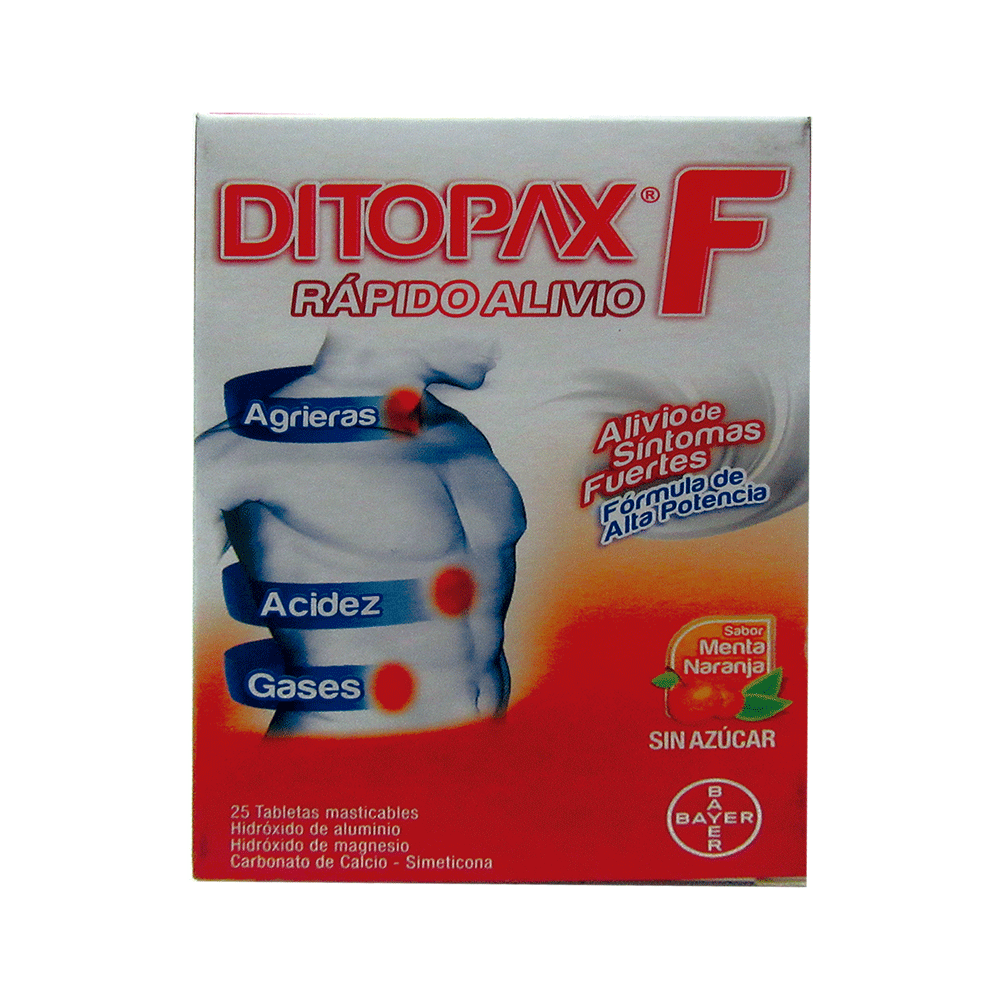 DITOPAX® F
RÁPIDO ALIVIO
Agrieras
Alivio de
Síntomas
Fuertes
Fórmula de
Alta Potencia
Acidez
Gases
Sabor
Menta
Naranja
SIN AZÚCAR
25 Tabletas masticables
Hidróxido de aluminio
Hidróxido de magnesio
Carbonato de Calcio - Simeticona
BAYER
BAYER